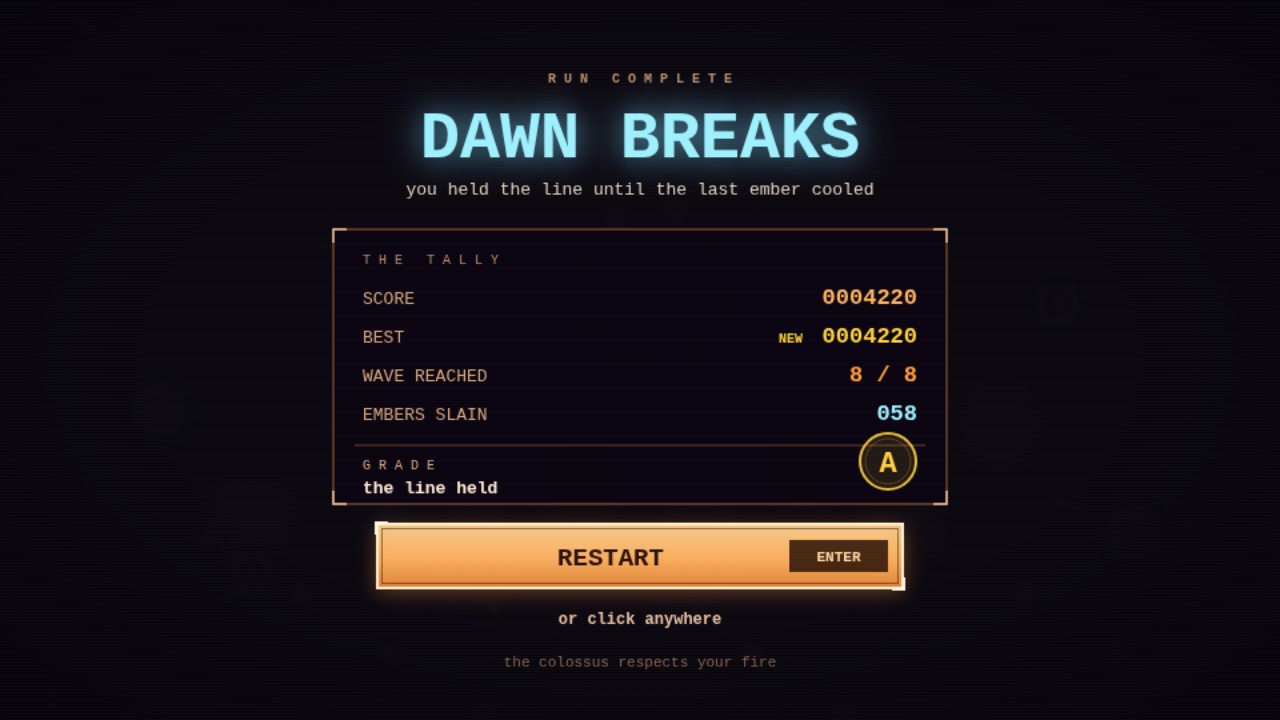 RUN COMPLETE
DAWN BREAKS
you held the line until the last ember cooled
THE TALLY
SCORE 0004220
BEST NEW 0004220
WAVE REACHED 8 / 8
EMBERS SLAIN 058
GRADE
the line held
A
RESTART ENTER
or click anywhere
the colossus respects your fire